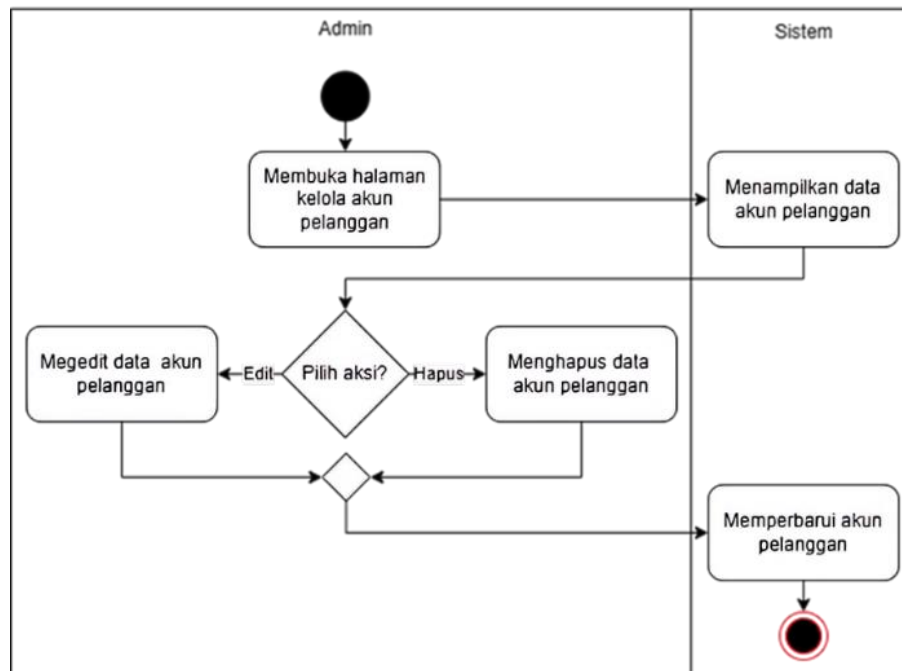 Admin
Sistem
Membuka halaman
kelola akun
pelanggan
Menampilkan data
akun pelanggan
Megedit data akun
pelanggan
Edit
Pilih aksi?
Hapus
Menghapus data
akun pelanggan
Memperbarui akun
pelanggan